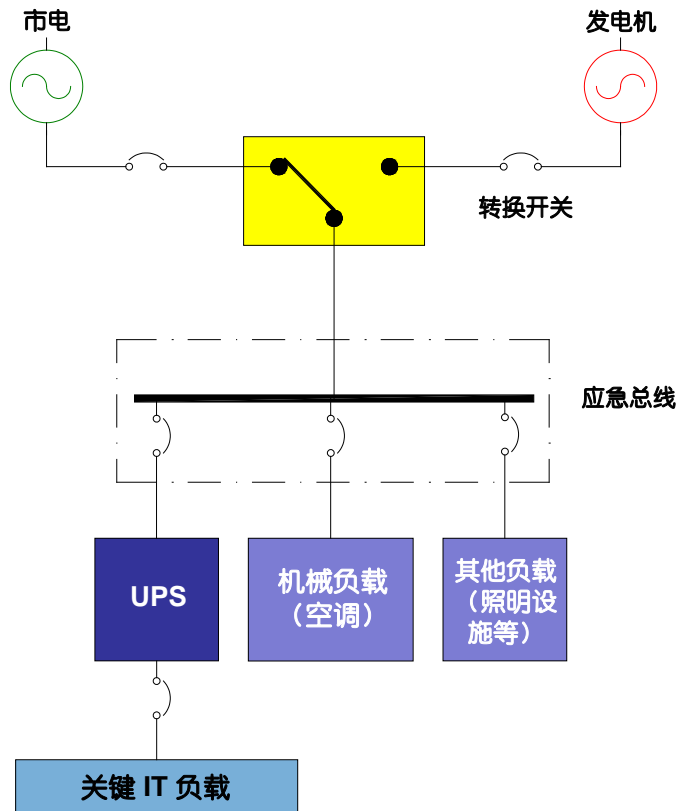 市电
发电机
转换开关
应急总线
UPS
机械负载
（空调）
其他负载
（照明设
施等）
关键 IT 负载